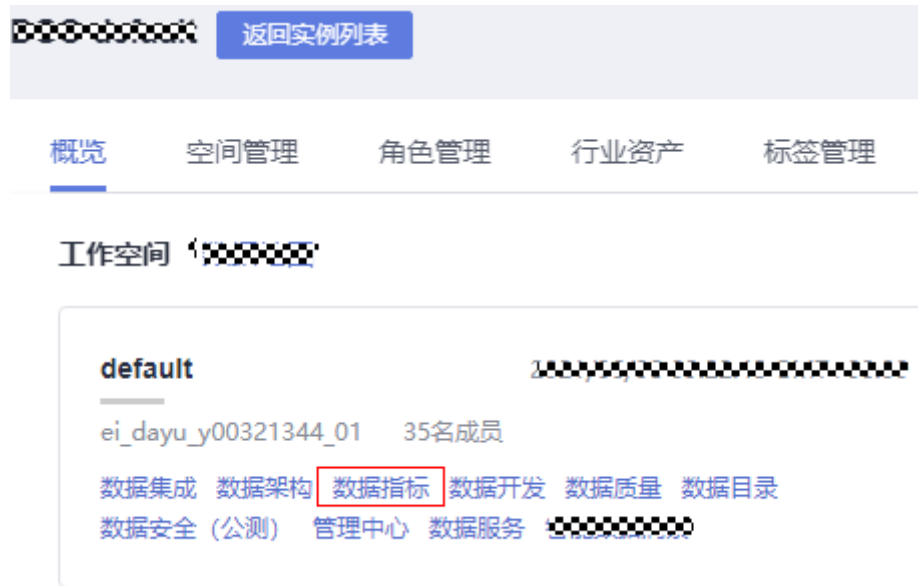 返回实例列表
概览 空间管理 角色管理 行业资产 标签管理
工作空间
default
ei_dayu_y00321344_01 35名成员
数据集成 数据架构 数据指标 数据开发 数据质量 数据目录
数据安全 (公测) 管理中心 数据服务